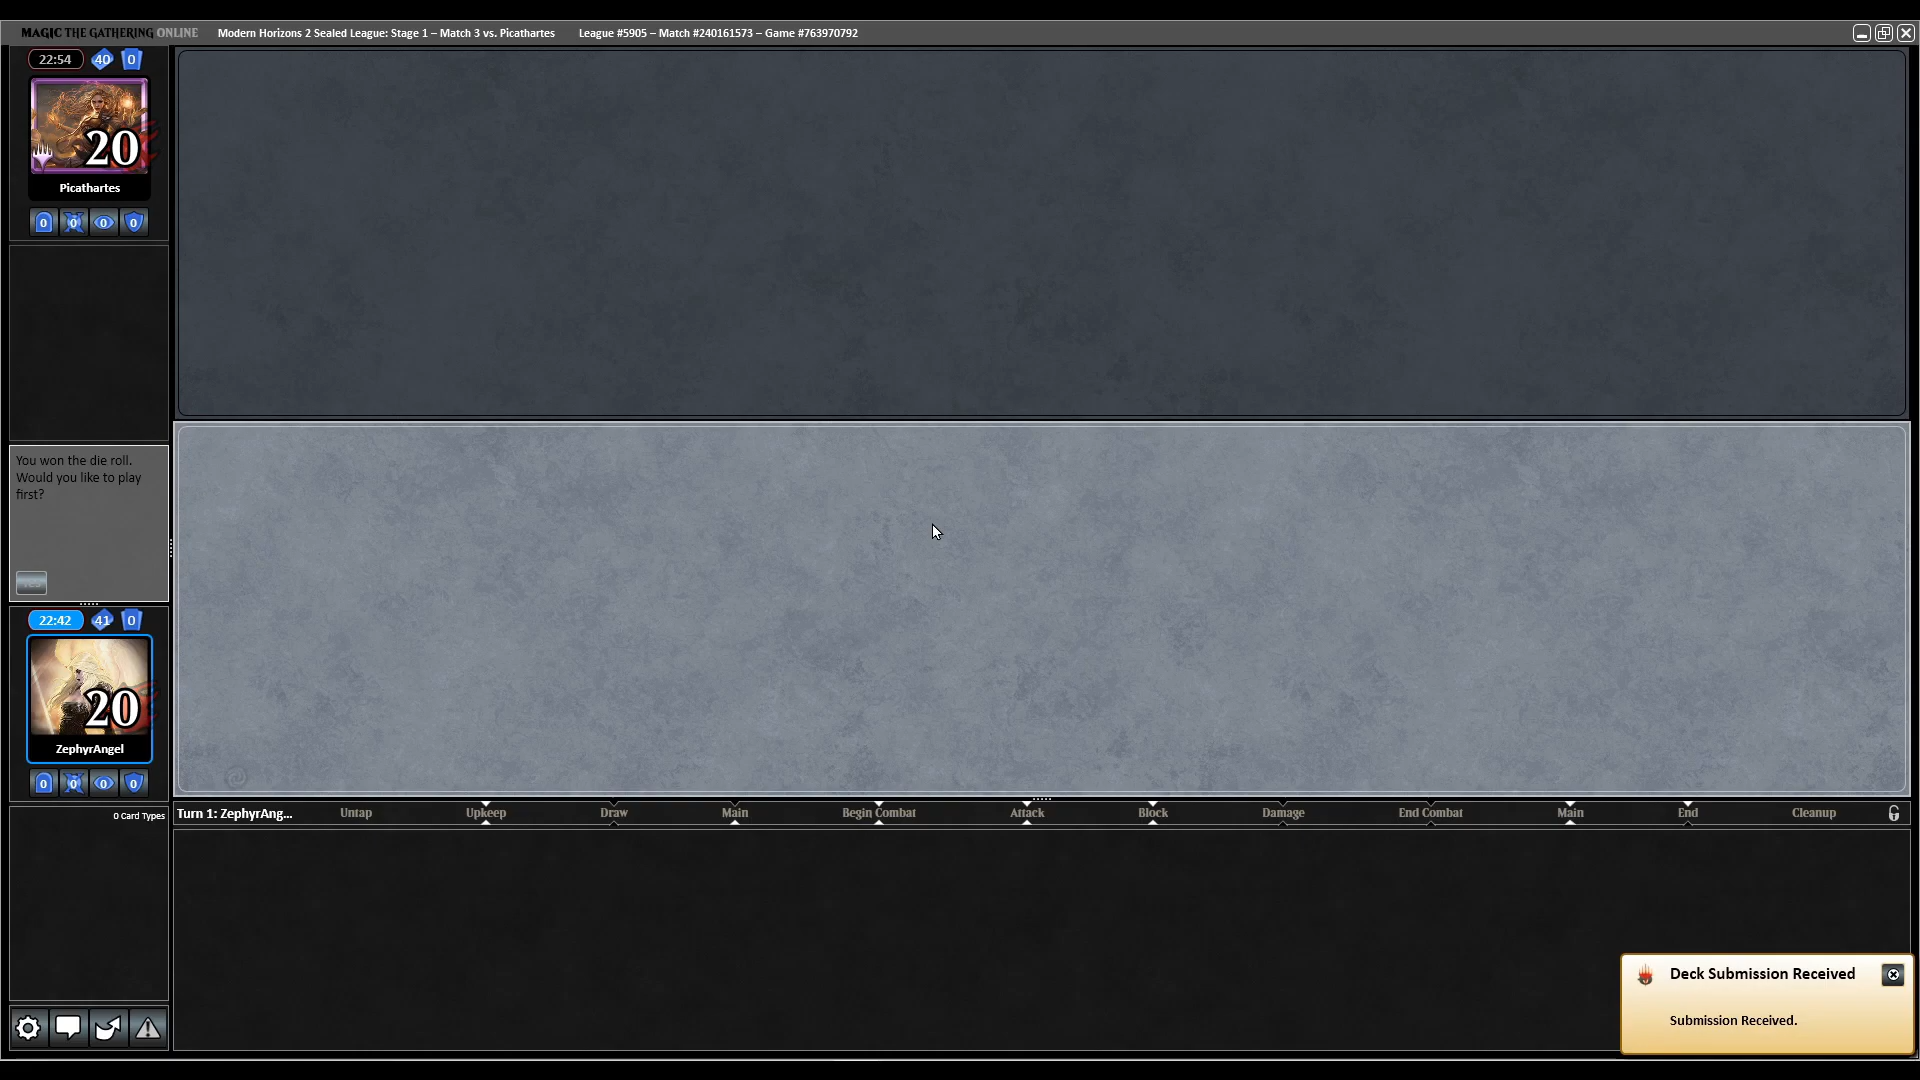 MAGIC THE GATHERING ONLINE
Modern Horizons 2 Sealed League: Stage 1 – Match 3 vs. Picathartes
League #5905 – Match #240161573 – Game #763970792
22:54
40
0
20
Picathartes
0
0
0
0
You won the die roll.
Would you like to play
first?
22:42
41
0
20
ZephyrAngel
0
0
0
0
Turn 1: ZephyrAng...
Untap
Upkeep
Draw
Main
Begin Combat
Attack
Block
Damage
End Combat
Main
End
Cleanup
0 Card Types
Deck Submission Received
Submission Received.